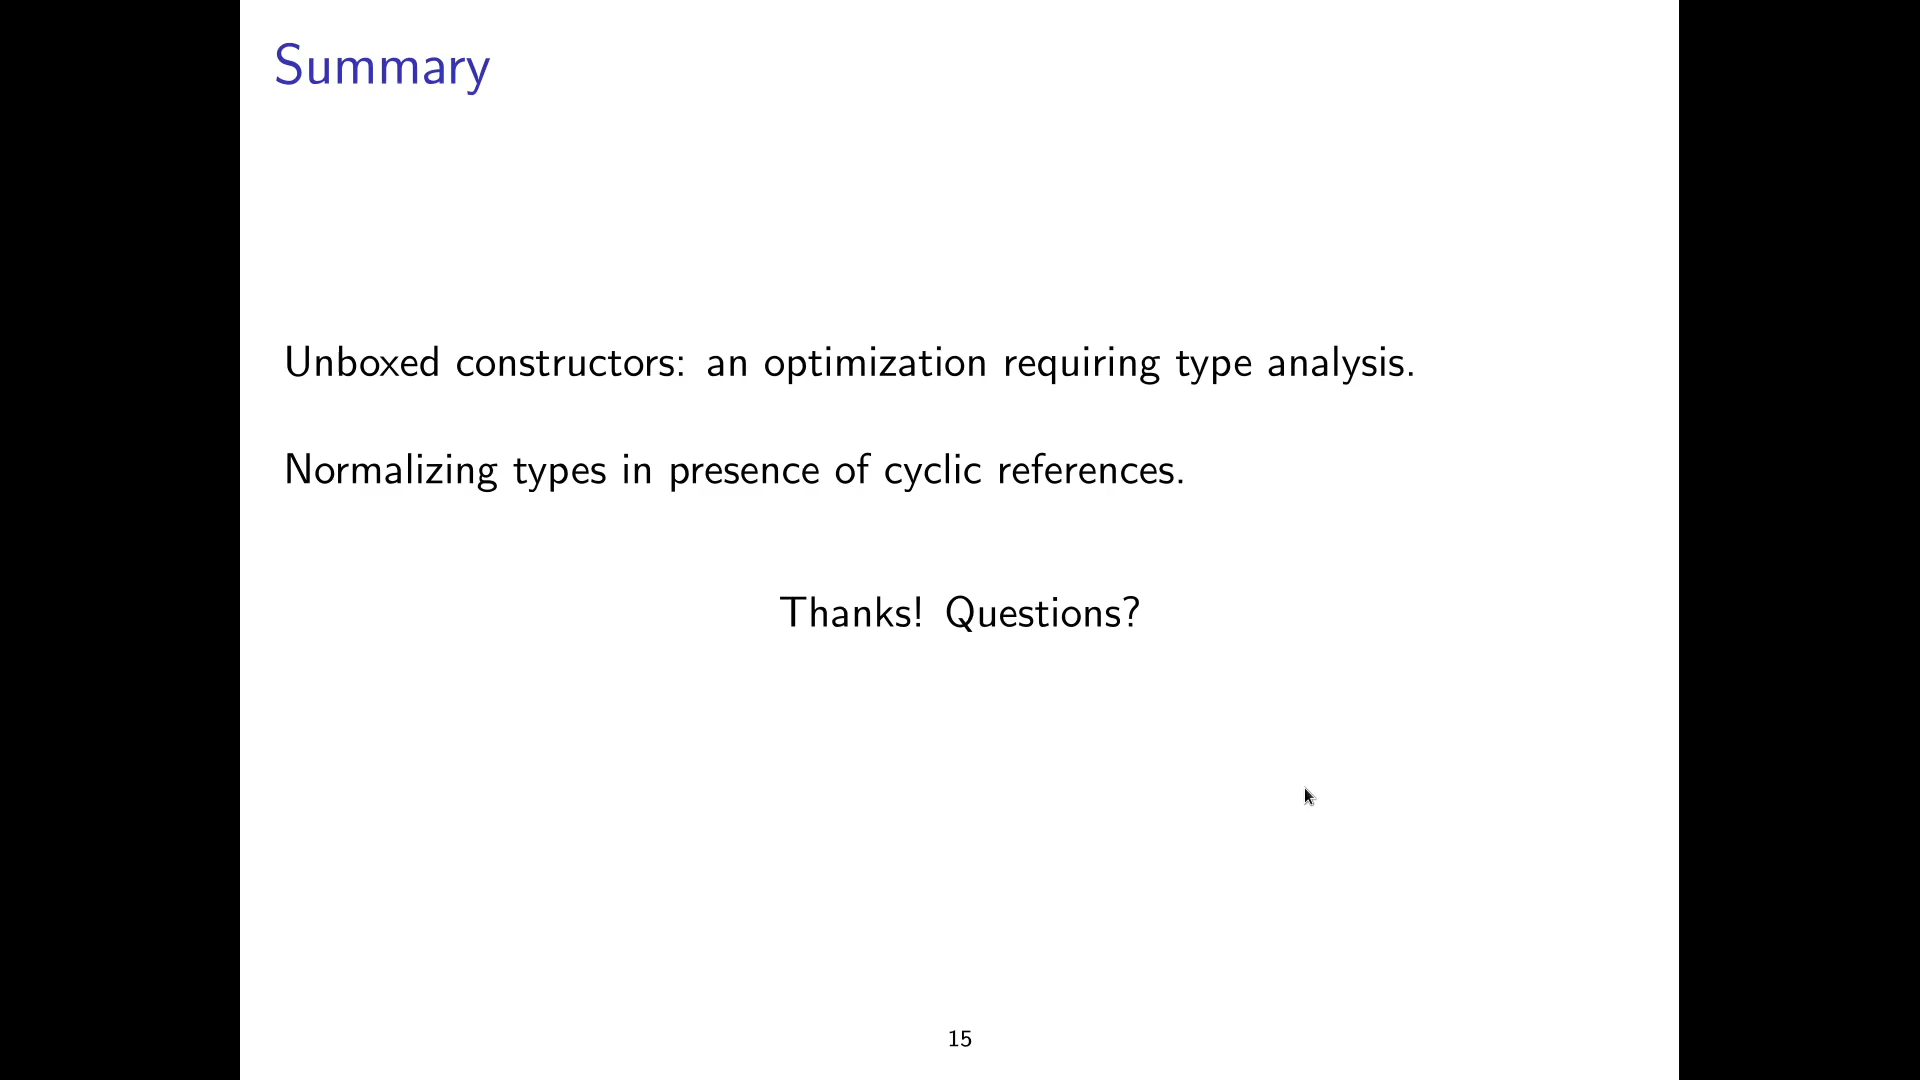 Summary
Unboxed constructors: an optimization requiring type analysis.
Normalizing types in presence of cyclic references.
Thanks! Questions?
15